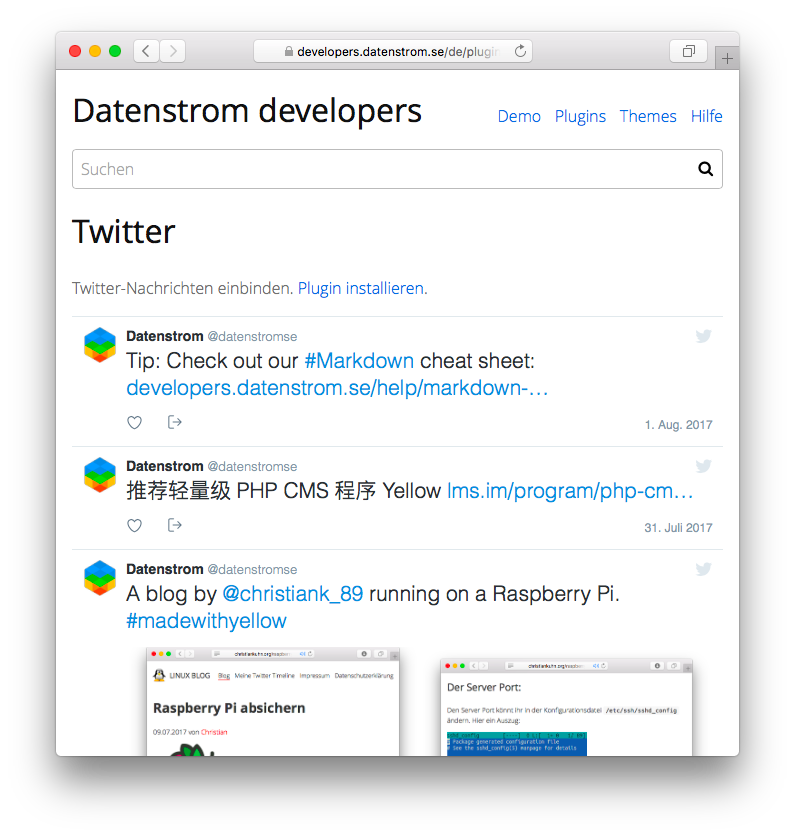 developers.datenstrom.se/de/plugin
Datenstrom developers
Demo Plugins Themes Hilfe
Suchen
Twitter
Twitter-Nachrichten einbinden. Plugin installieren.
Datenstrom @datenstromse
Tip: Check out our #Markdown cheat sheet:
developers.datenstrom.se/help/markdown-…
1. Aug. 2017
Datenstrom @datenstromse
推荐轻量级 PHP CMS 程序 Yellow lms.im/program/php-cm…
31. Juli 2017
Datenstrom @datenstromse
A blog by @christiank_89 running on a Raspberry Pi.
#madewithyellow
LINUX BLOG Blog Meine Twitter Timeline Impressum Datenschutzerklärung
Raspberry Pi absichern
09.07.2017 von Christian
Der Server Port:
Den Server Port könnt ihr in der Konfigurationsdatei /etc/ssh/sshd_config
ändern. Hier ein Auszug:
sshd_config
# Package generated configuration file
# See the sshd_config(5) manpage for details